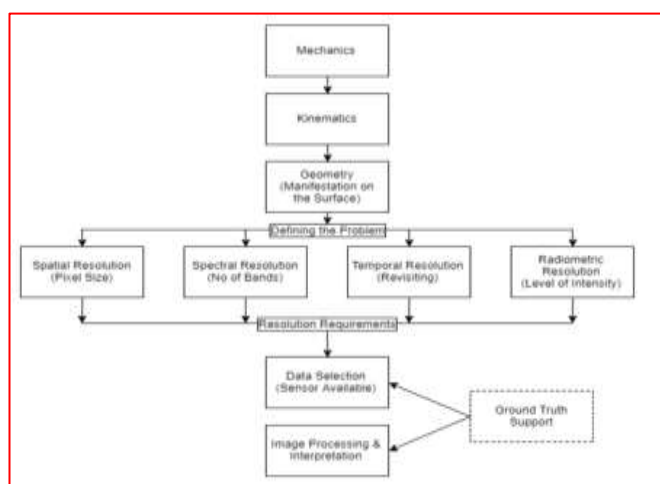 Mechanics
Kinematics
Geometry
(Manifestation on
the Surface)
Defining the Problem
Spatial Resolution
(Pixel Size)
Spectral Resolution
(No of Bands)
Temporal Resolution
(Revisiting)
Radiometric
Resolution
(Level of Intensity)
Resolution Requirements
Data Selection
(Sensor Available)
Ground Truth
Support
Image Processing &
Interpretation